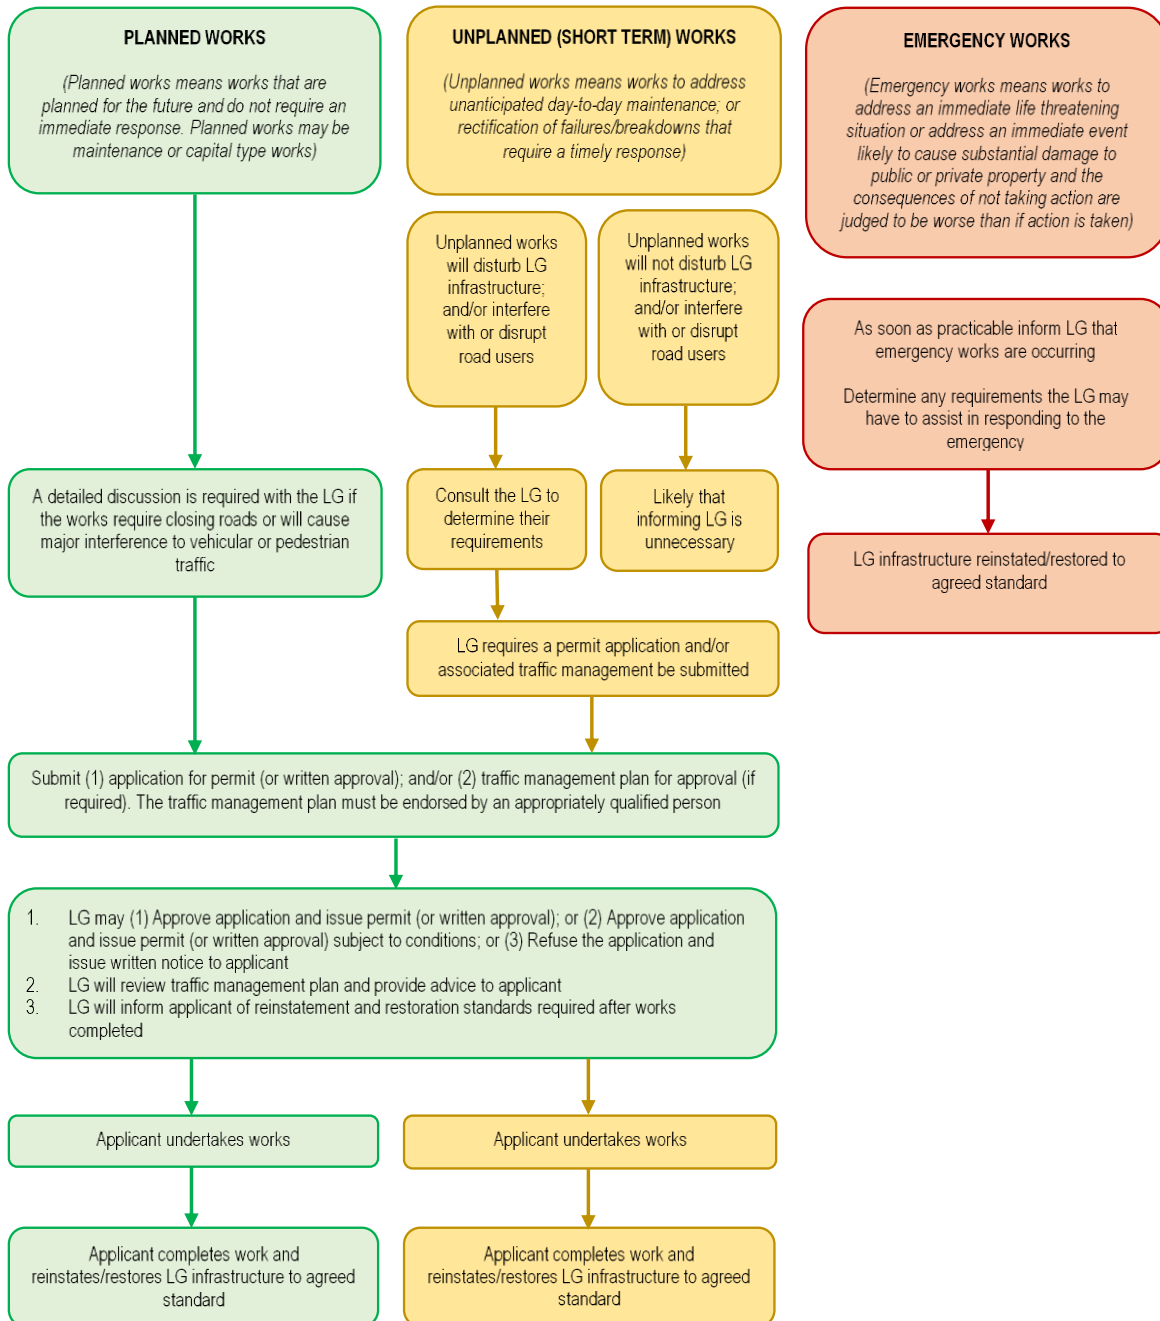 PLANNED WORKS
(Planned works means works that are
planned for the future and do not require an
immediate response. Planned works may be
maintenance or capital type works)
UNPLANNED (SHORT TERM) WORKS
(Unplanned works means works to address
unanticipated day-to-day maintenance; or
rectification of failures/breakdowns that
require a timely response)
EMERGENCY WORKS
(Emergency works means works to
address an immediate life threatening
situation or address an immediate event
likely to cause substantial damage to
public or private property and the
consequences of not taking action are
judged to be worse than if action is taken)
Unplanned works
will disturb LG
infrastructure;
and/or interfere
with or disrupt
road users
Unplanned works
will not disturb LG
infrastructure;
and/or interfere
with or disrupt
road users
As soon as practicable inform LG that
emergency works are occurring
Determine any requirements the LG may
have to assist in responding to the
emergency
A detailed discussion is required with the LG if
the works require closing roads or will cause
major interference to vehicular or pedestrian
traffic
Consult the LG to
determine their
requirements
Likely that
informing LG is
unnecessary
LG infrastructure reinstated/restored to
agreed standard
LG requires a permit application and/or
associated traffic management be submitted
Submit (1) application for permit (or written approval); and/or (2) traffic management plan for approval (if
required). The traffic management plan must be endorsed by an appropriately qualified person
1. LG may (1) Approve application and issue permit (or written approval); or (2) Approve application
and issue permit (or written approval) subject to conditions; or (3) Refuse the application and
issue written notice to applicant
2. LG will review traffic management plan and provide advice to applicant
3. LG will inform applicant of reinstatement and restoration standards required after works
completed
Applicant undertakes works
Applicant undertakes works
Applicant completes work and
reinstates/restores LG infrastructure to agreed
standard
Applicant completes work and
reinstates/restores LG infrastructure to agreed
standard